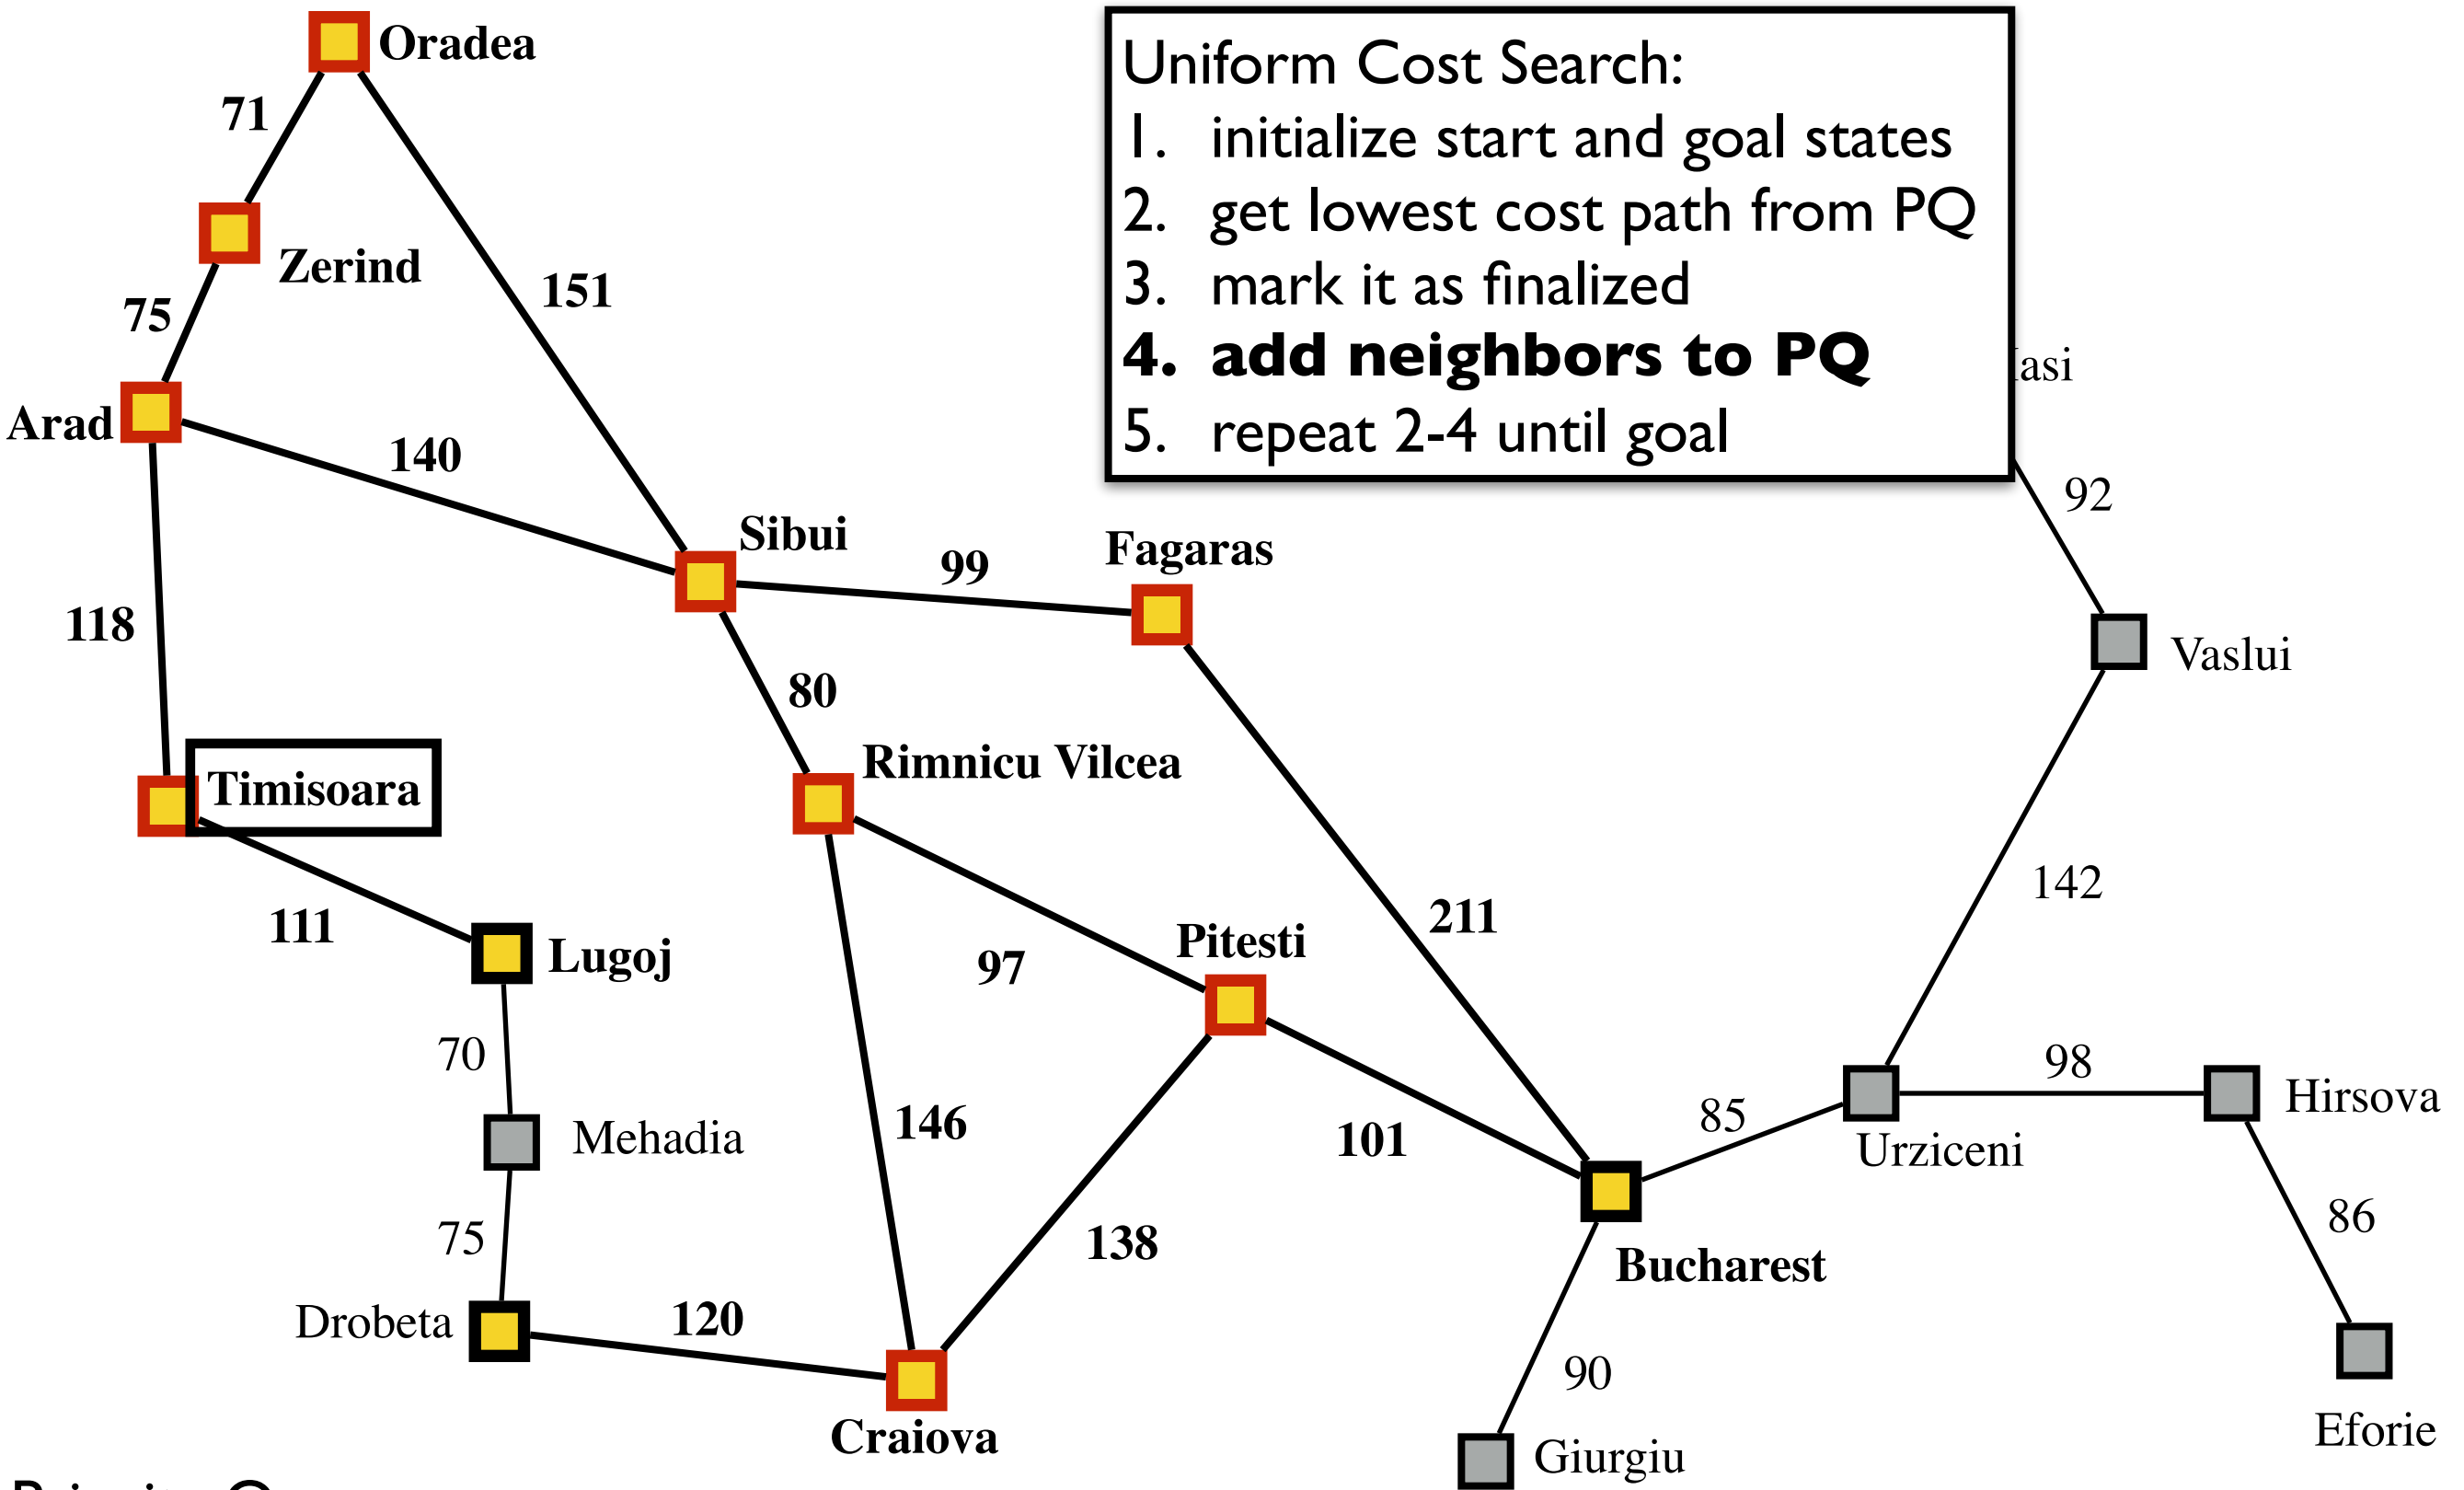 Oradea
Uniform Cost Search:
1. initialize start and goal states
2. get lowest cost path from PQ
3. mark it as finalized
4. add neighbors to PQ
5. repeat 2-4 until goal
71
Zerind
151
75
Iasi
Arad
140
92
Sibui
99
Fagaras
118
Vaslui
80
Rimnicu Vilcea
Timisoara
142
211
111
Lugoj
97
Pitesti
70
98
Mehadia
146
101
85
Urziceni
Hirsova
75
138
86
Bucharest
Drobeta
120
90
Craiova
Giurgiu
Eforie